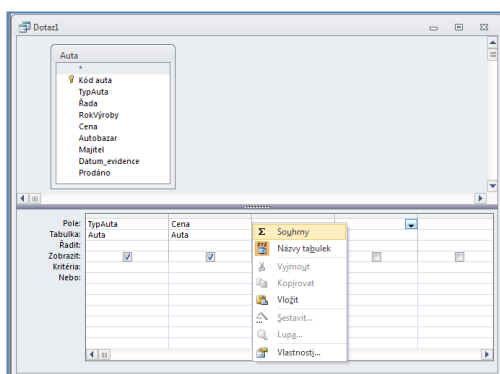 Dotaz1
Auta
*
Kód auta
TypAuta
Řada
RokVýroby
Cena
Autobazar
Majitel
Datum_evidence
Prodáno
Pole: TypAuta Cena
Tabulka: Auta Auta
Řadit:
Zobrazit:
Kritéria:
Nebo:
Σ Souhrny
XYZ Názvy tabulek
Vyjmout
Kopírovat
Vložit
Sestavit...
Lupa...
Vlastnosti...